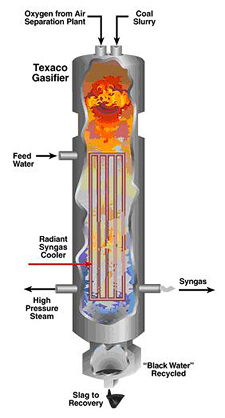 Oxygen from Air
Separation Plant
Coal
Slurry
Texaco
Gasifier
Feed
Water
Radiant
Syngas
Cooler
Syngas
High
Pressure
Steam
"Black Water"
Recycled
Slag to
Recovery